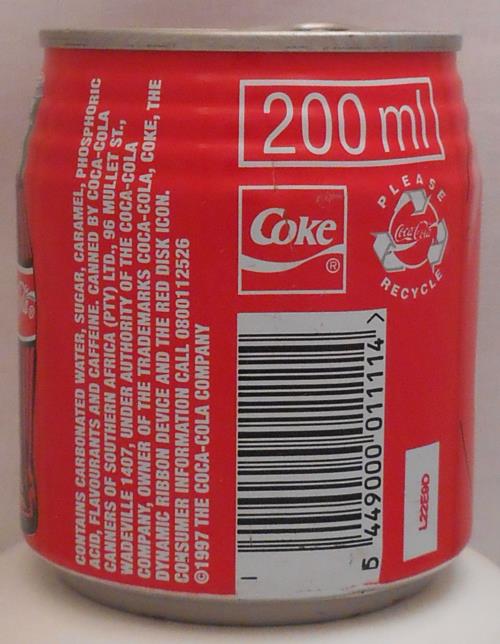 CONTAINS CARBONATED WATER, SUGAR, CARAMEL, PHOSPHORIC
ACID, FLAVOURANTS AND CAFFEINE. CANNED BY COCA-COLA
CANNERS OF SOUTHERN AFRICA (PTY) LTD., 96 MULLET ST.,
WADEVILLE 1407, UNDER AUTHORITY OF THE COCA-COLA
COMPANY, OWNER OF THE TRADEMARKS COCA-COLA, COKE, THE
DYNAMIC RIBBON DEVICE AND THE RED DISK ICON.
CONSUMER INFORMATION CALL 0800112526
©1997 THE COCA-COLA COMPANY
200 ml
Coke
®
PLEASE
Coca-Cola
RECYCLE
5 449000 011114 >